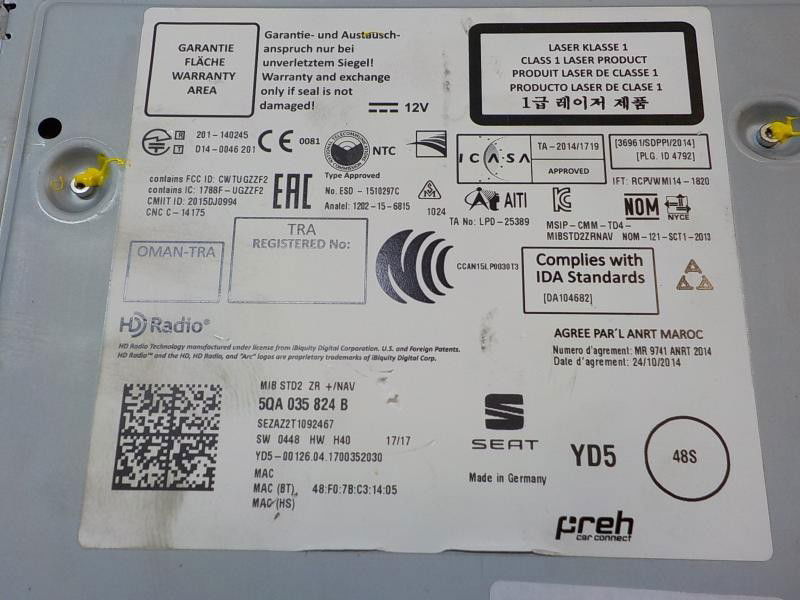 GARANTIE
FLÄCHE
WARRANTY
AREA
Garantie- und Austausch-
anspruch nur bei
unverletztem Siegel!
Warranty and exchange
only if seal is not
damaged!
12V
LASER KLASSE 1
CLASS 1 LASER PRODUCT
PRODUIT LASER DE CLASSE 1
PRODUCTO LASER DE CLASE 1
1급 레이저 제품
R 201-140245
T D14-0046 201
CE 0081
NTC
Type Approved
No. ESD-1510297C
Anatel: 1202-15-6815
1024
ICASA
TA-2014/1719
APPROVED
[36961/SDPPI/2014]
[PLG. ID 4792]
IFT: RCPVWMI14-1820
contains FCC ID: CWTUGZZF2
contains IC: 1788F-UGZZF2
CMIIT ID: 2015DJ0994
CNC C-14175
EAC
AITI
TA No: LPD-25389
MSIP-CMM-TD4-
MIBSTD2ZRNAV
NOM
NYCE
NOM-121-SCT1-2013
OMAN-TRA
TRA
REGISTERED No:
CCAN15LP0030T3
Complies with
IDA Standards
[DA104682]
HD Radio®
HD Radio Technology manufactured under license from iBiquity Digital Corporation, U.S. and Foreign Patents.
HD Radio™ and the HD, HD Radio, and "Arc" logos are proprietary trademarks of iBiquity Digital Corp.
AGREE PAR'L ANRT MAROC
Numero d'agrement: MR 9741 ANRT 2014
Date d'agrement: 24/10/2014
MIB STD2 ZR +/NAV
5QA 035 824 B
SEZAZ2T1092467
SW 0448 HW H40 17/17
YD5-00126.04.1700352030
MAC
MAC (BT) 48:F0:7B:C3:14:05
MAC (HS)
SEAT
Made in Germany
YD5
48S
preh
car connect